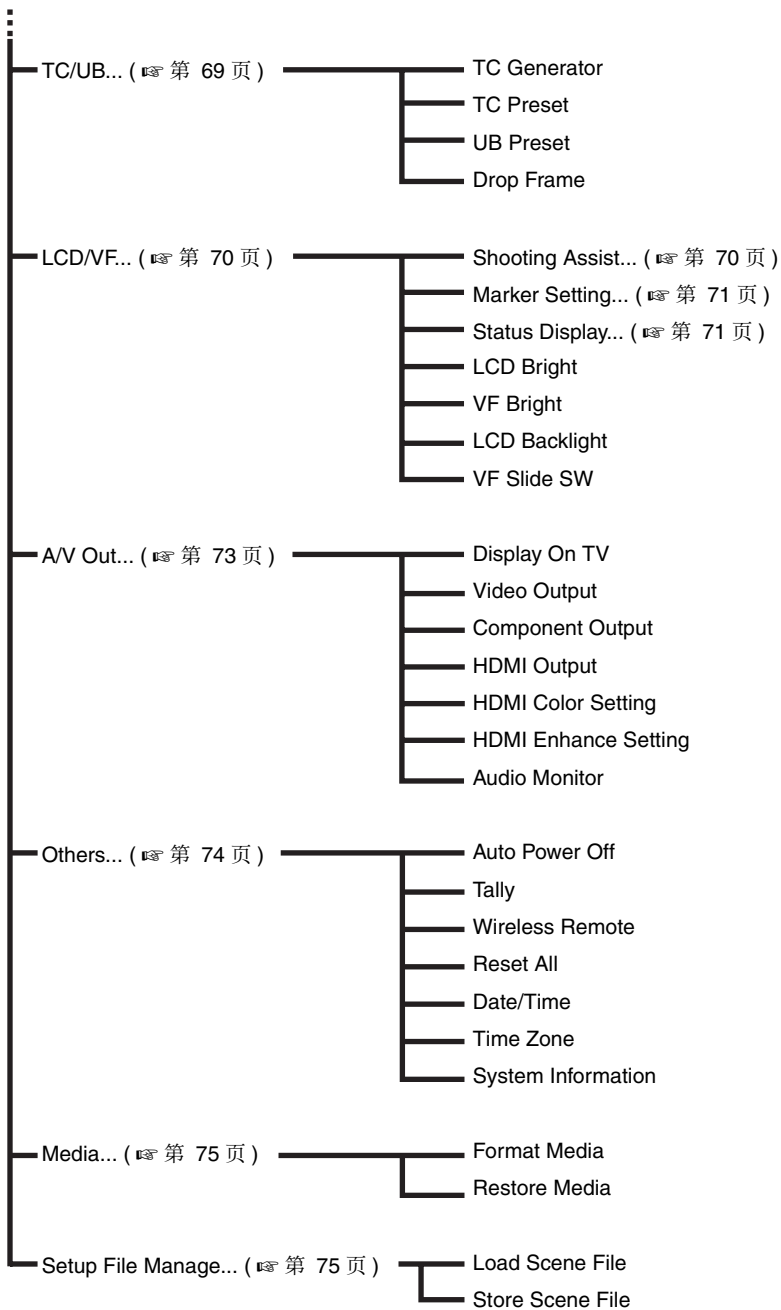 TC/UB... ( ☞ 第 69 页 )
TC Generator
TC Preset
UB Preset
Drop Frame
LCD/VF... ( ☞ 第 70 页 )
Shooting Assist... ( ☞ 第 70 页 )
Marker Setting... ( ☞ 第 71 页 )
Status Display... ( ☞ 第 71 页 )
LCD Bright
VF Bright
LCD Backlight
VF Slide SW
A/V Out... ( ☞ 第 73 页 )
Display On TV
Video Output
Component Output
HDMI Output
HDMI Color Setting
HDMI Enhance Setting
Audio Monitor
Others... ( ☞ 第 74 页 )
Auto Power Off
Tally
Wireless Remote
Reset All
Date/Time
Time Zone
System Information
Media... ( ☞ 第 75 页 )
Format Media
Restore Media
Setup File Manage... ( ☞ 第 75 页 )
Load Scene File
Store Scene File